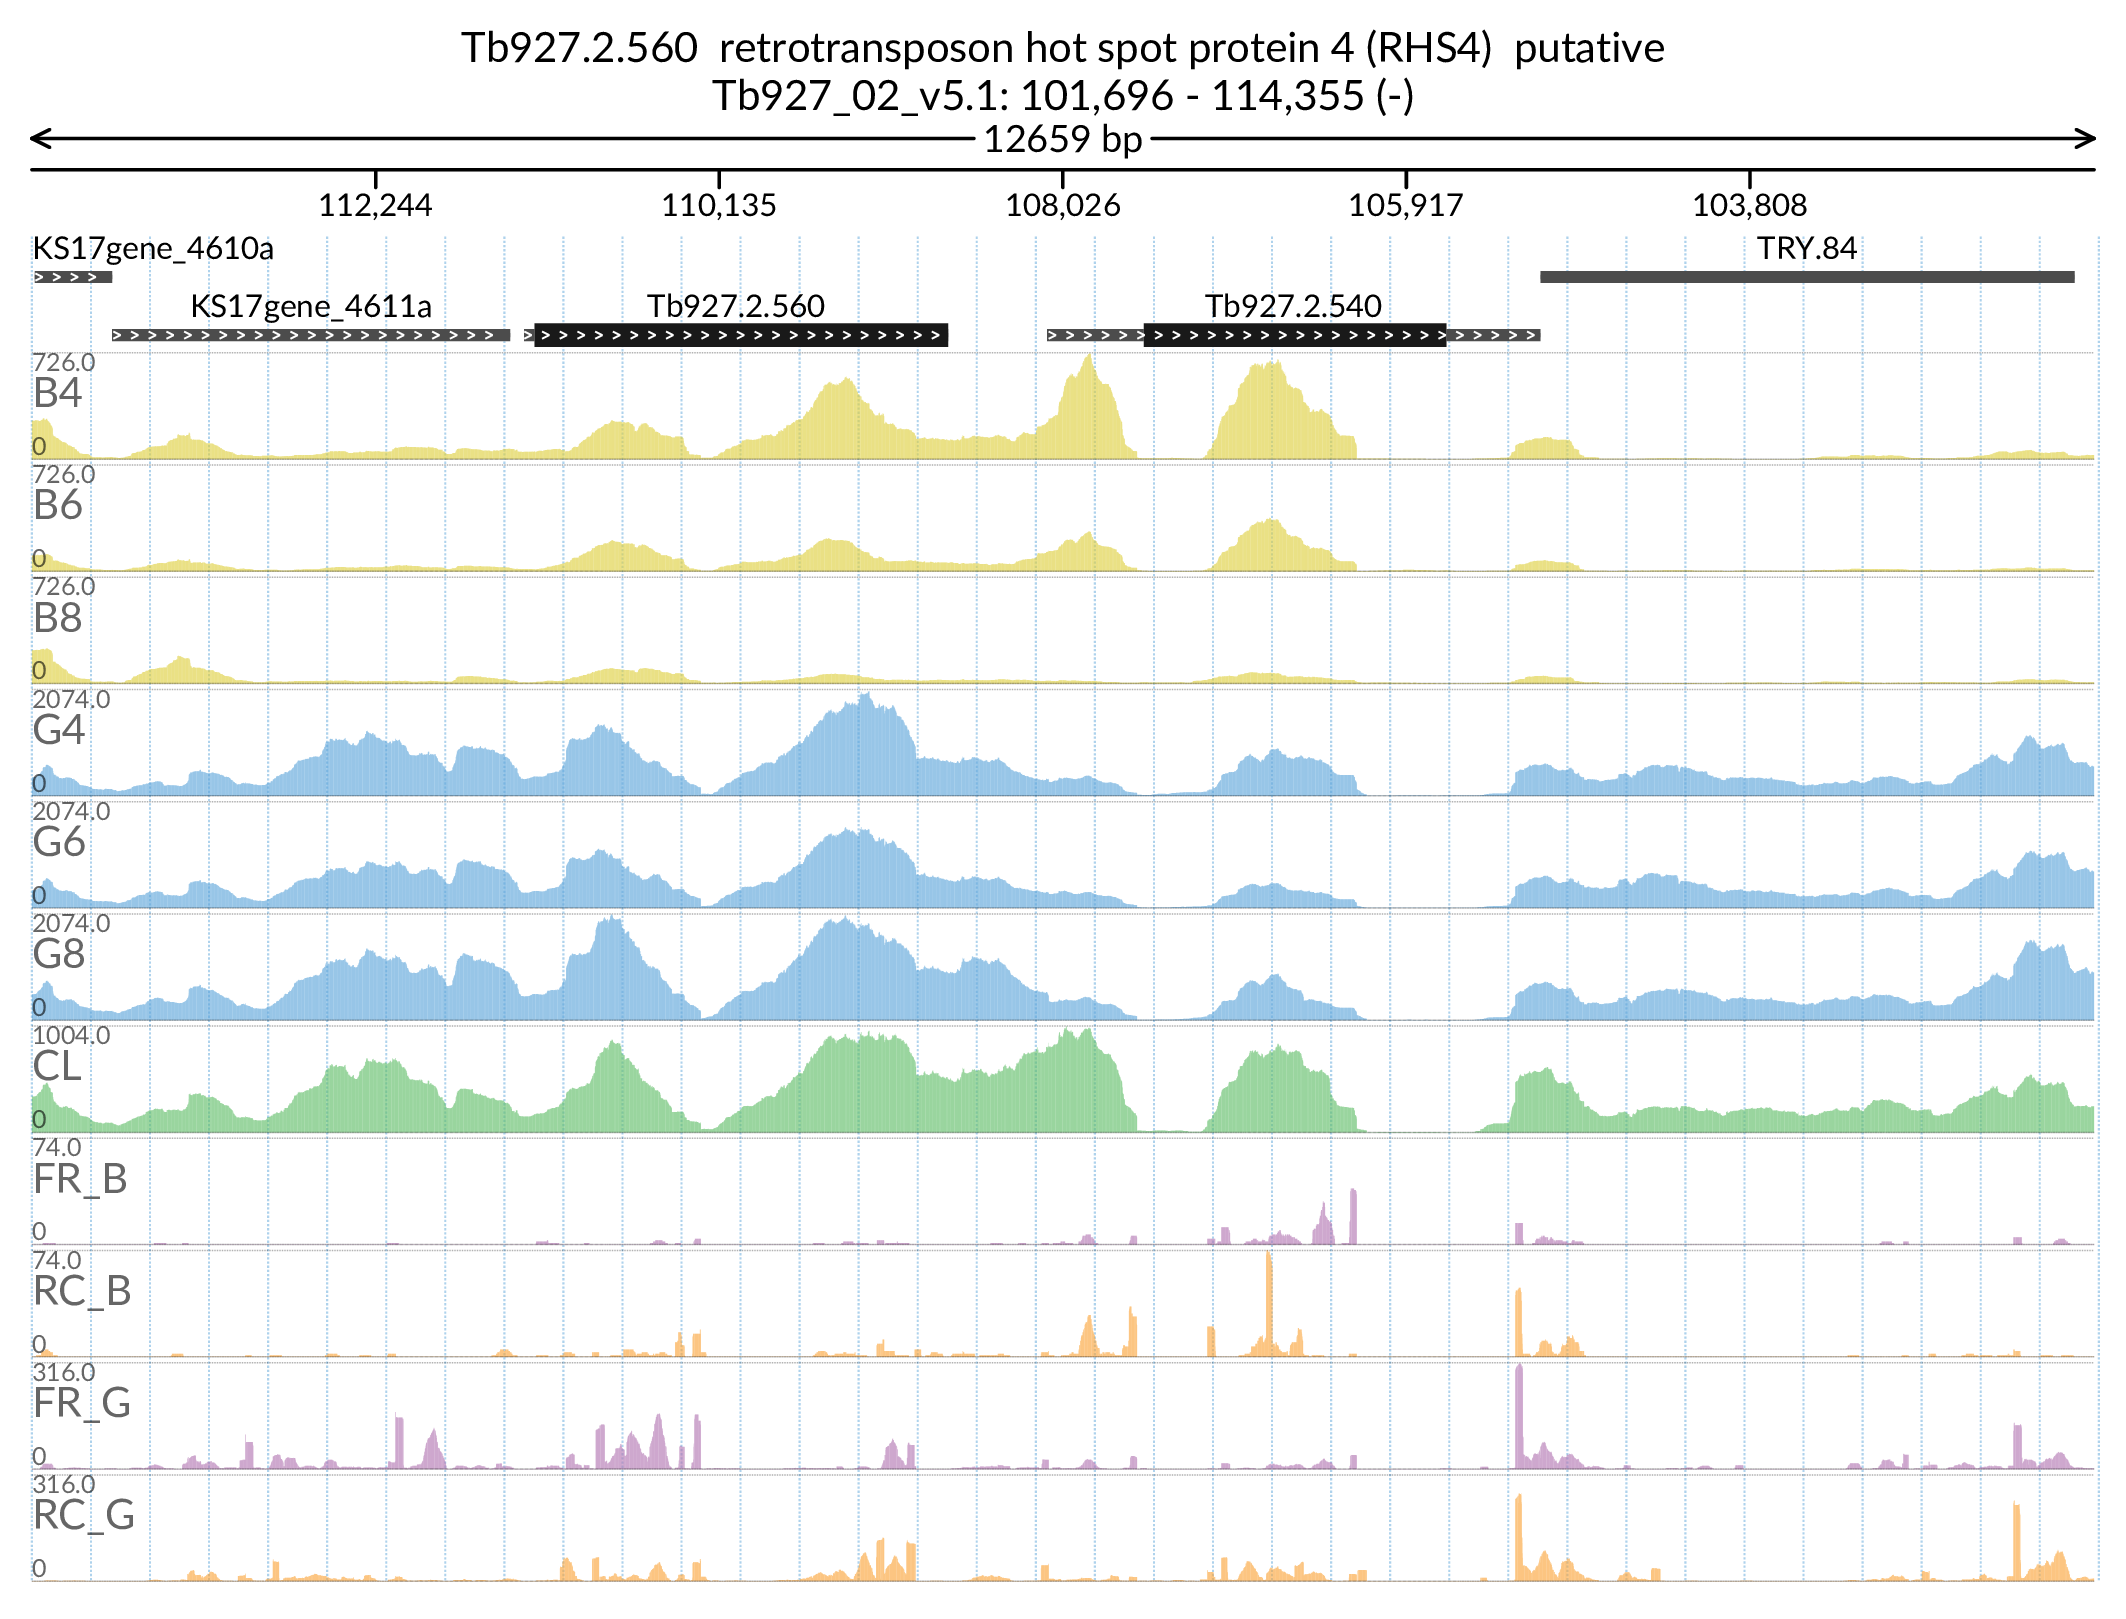 Tb927.2.560 retrotransposon hot spot protein 4 (RHS4) putative
Tb927_02_v5.1: 101,696 - 114,355 (-)
12659 bp
112,244 110,135 108,026 105,917 103,808
KS17gene_4610a TRY.84
KS17gene_4611a Tb927.2.560 Tb927.2.540
726.0
B4
0
726.0
B6
0
726.0
B8
0
2074.0
G4
0
2074.0
G6
0
2074.0
G8
0
1004.0
CL
0
74.0
FR_B
0
74.0
RC_B
0
316.0
FR_G
0
316.0
RC_G
0